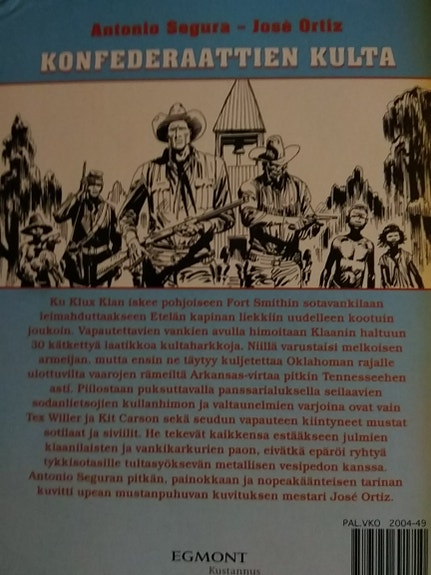 Antonio Segura – José Ortiz
KONFEDERAATTIEN KULTA
Ku Klux Klan iskee pohjoiseen Fort Smithin sotavankilaan
leimahduttaakseen Etelän kapinan liekkiin uudelleen kootuin
joukoin. Vapautettavien vankien avulla himoitaan Klaanin haltuun
30 kätkettyä laatikkoa kultaharkkoja. Niillä varustaisi melkoisen
armeijan, mutta ensin ne täytyy kuljetettaa Oklahoman rajalle
ulottuvilta vaarojen rämeiltä Arkansas-virtaa pitkin Tennesseehen
asti. Piilostaan puksuttavalla panssarialuksella seilaavien
sodanlietsojien kullanhimon ja valtaunelmien varjoina ovat vain
Tex Willer ja Kit Carson sekä seudun vapauteen kiintyneet mustat
sotilaat ja siviilit. He tekevät kaikkensa estääkseen julmien
klaanilaisten ja vankikarkurien paon, eivätkä epäröi ryhtyä
tykkisotasille tultasyöksevän metallisen vesipedon kanssa.
Antonio Seguran pitkän, painokkaan ja nopeakäänteisen tarinan
kuvitti upean mustanpuhuvan kuvituksen mestari José Ortiz.
PAL.VKO 2004-49
EGMONT
Kustannus